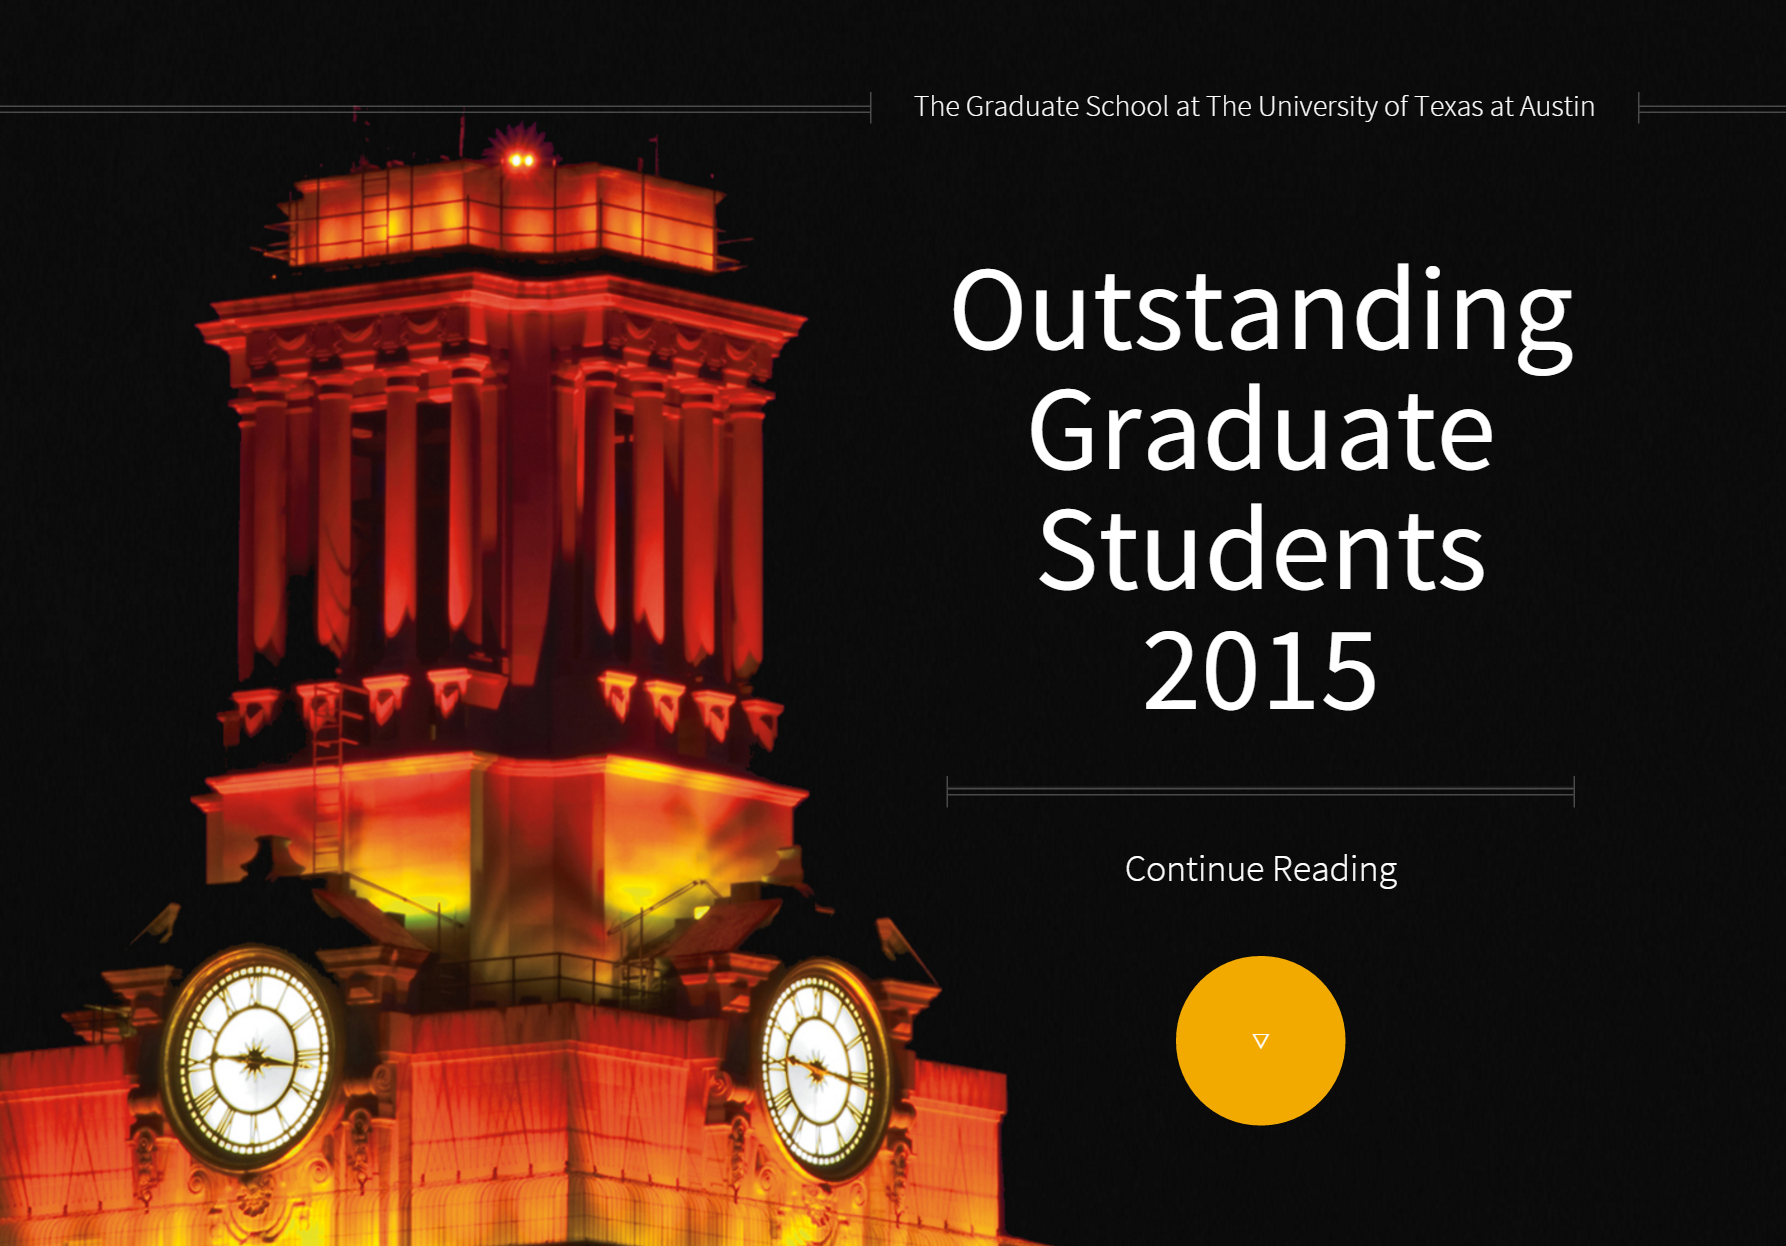 The Graduate School at The University of Texas at Austin
Outstanding
Graduate
Students
2015
Continue Reading